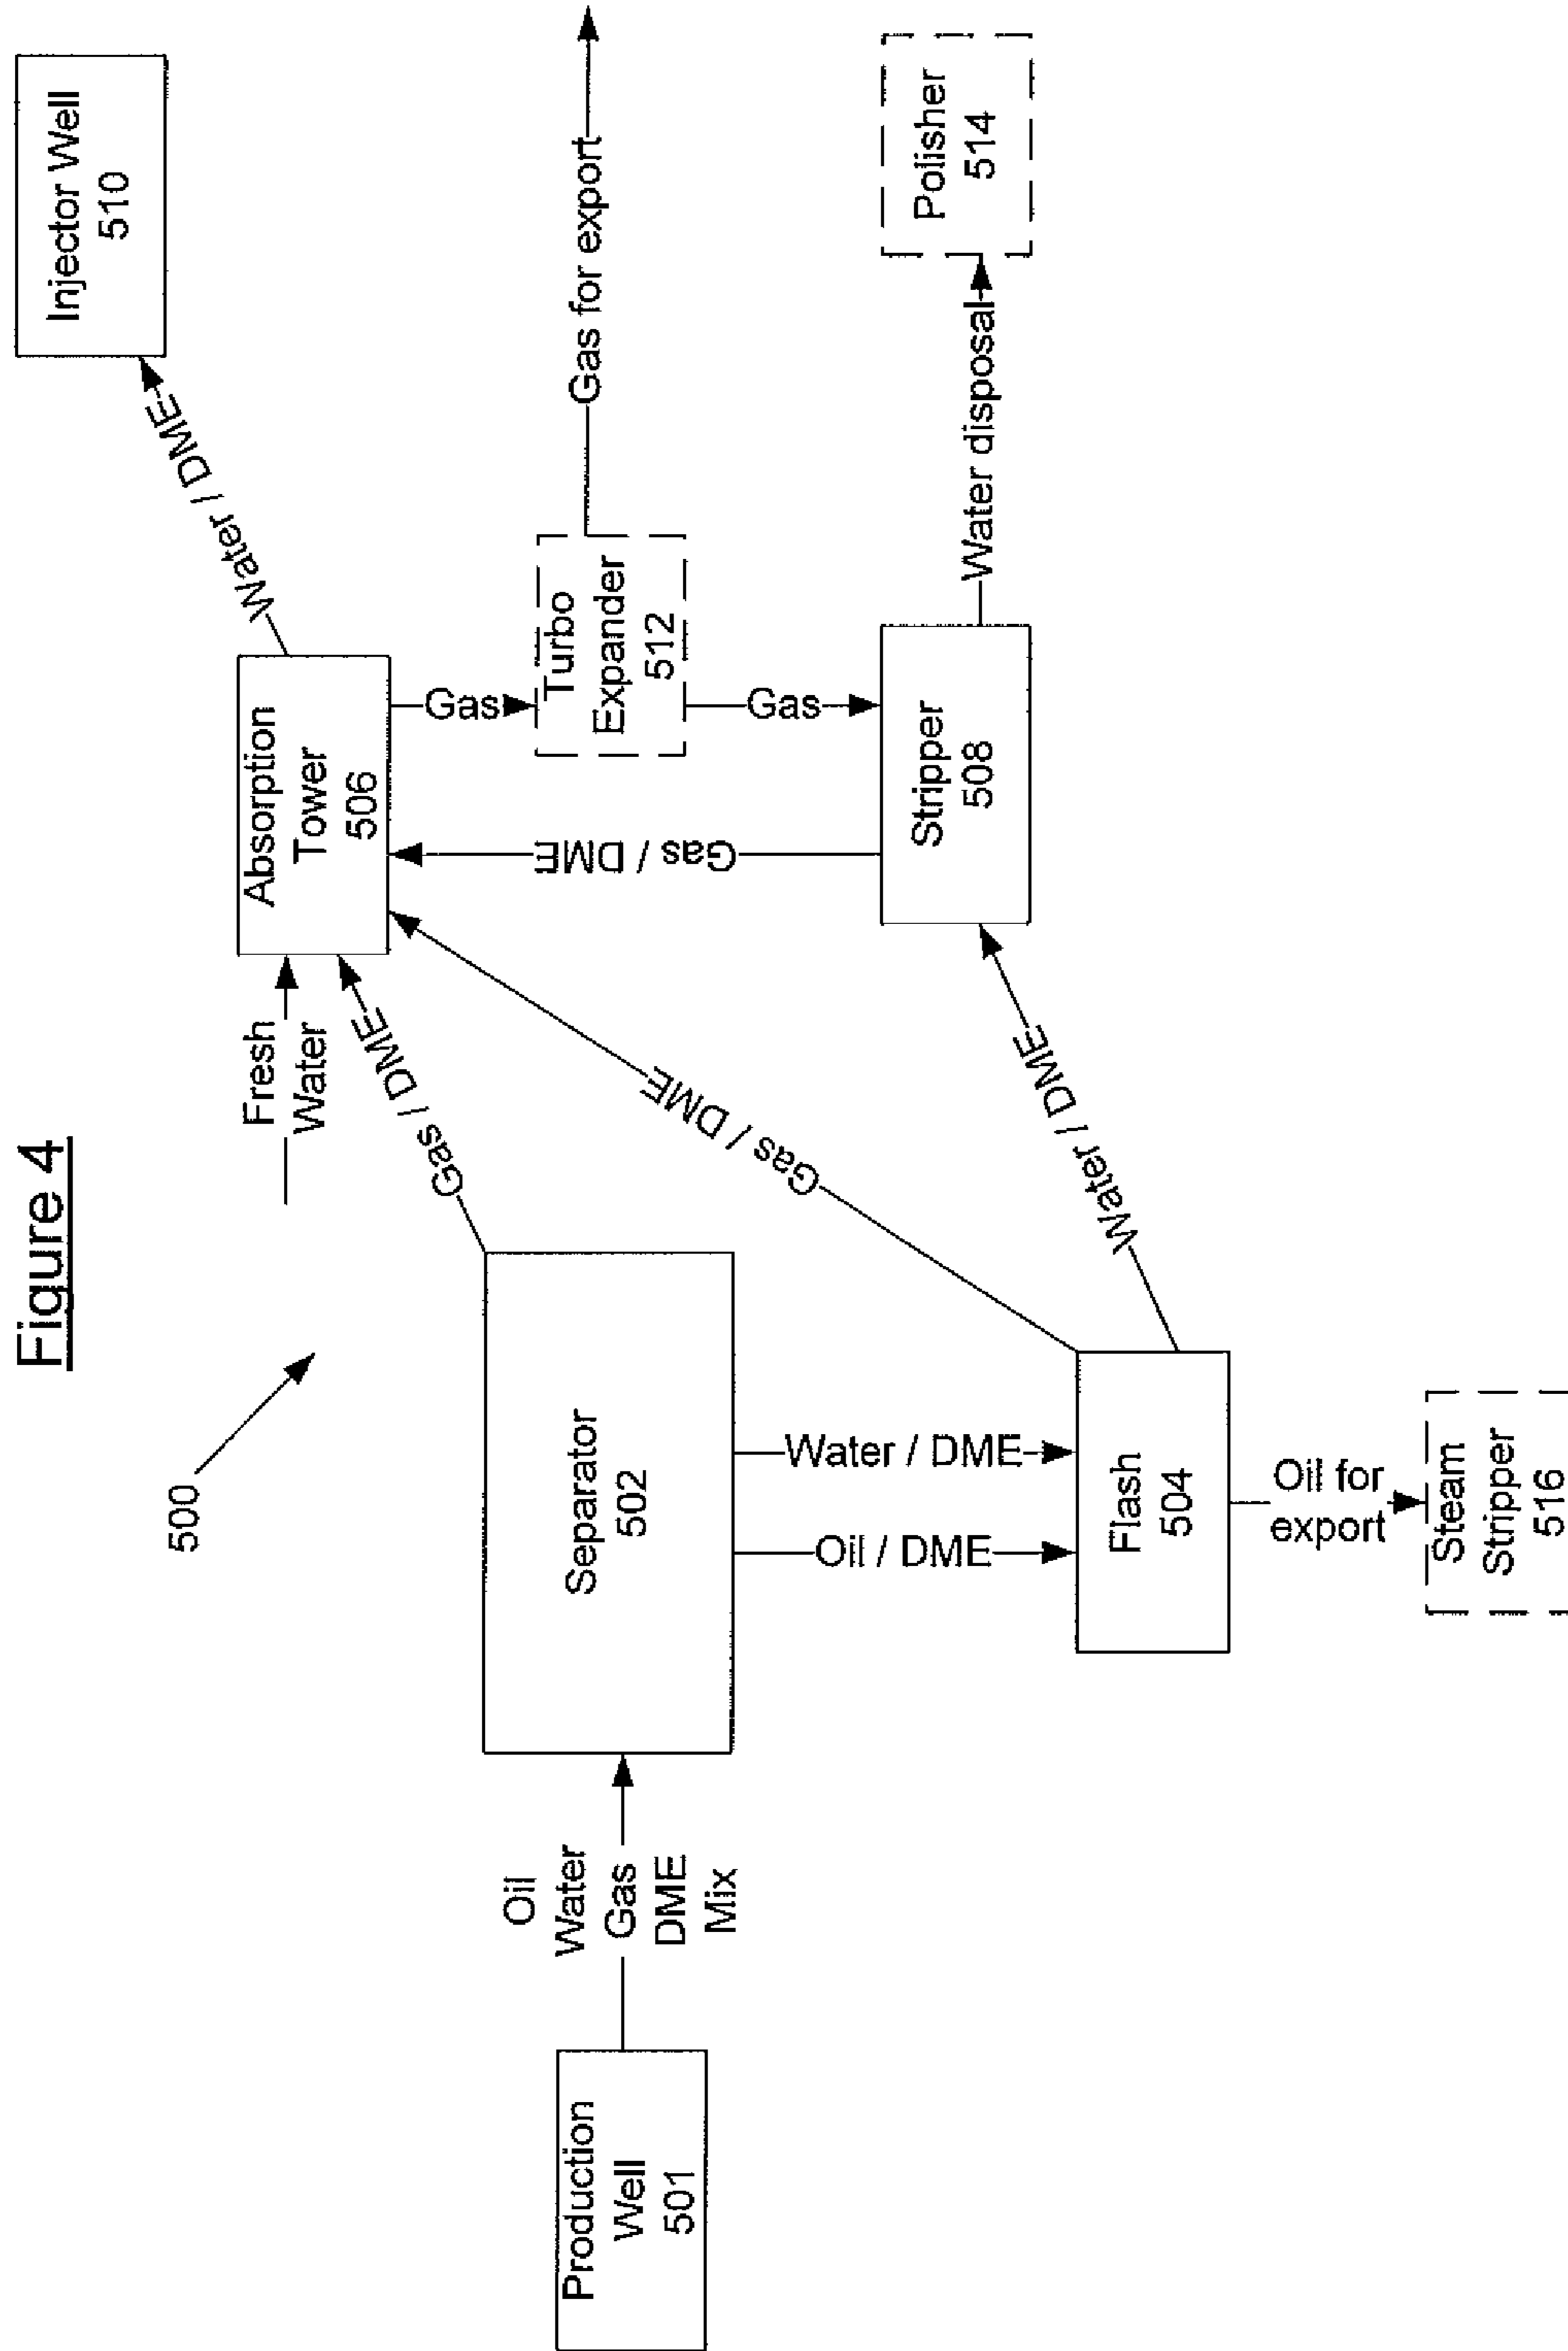 Figure 4
500
Production
Well
501
Oil
Water
Gas
DME
Mix
Separator
502
Gas / DME
Fresh
Water
Absorption
Tower
506
Water / DME
Injector Well
510
Gas
Turbo
Expander
512
Gas for export
Gas
Gas / DME
Gas / DME
Stripper
508
Water disposal
Polisher
514
Oil / DME
Water / DME
Flash
504
Water / DME
Oil for
export
Steam
Stripper
516